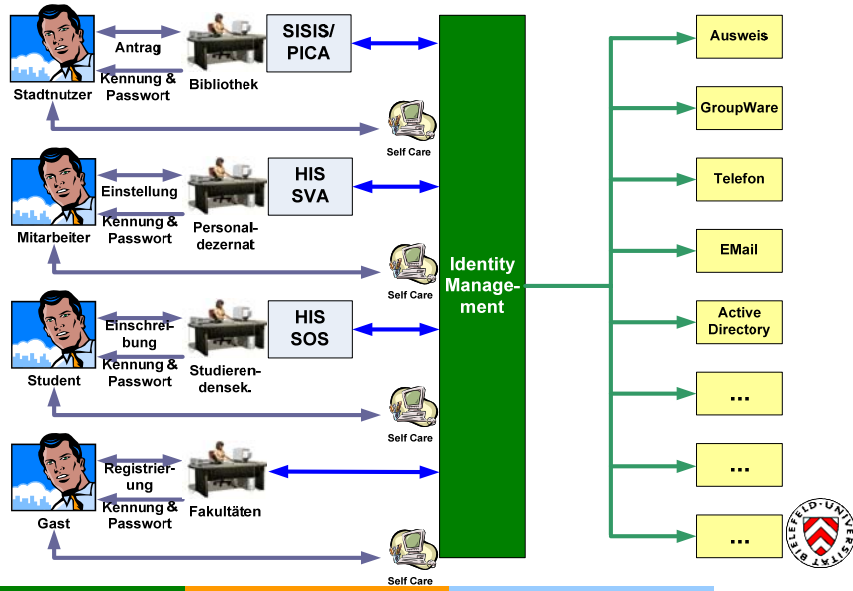 Antrag
Kennung &
Passwort
Stadtnutzer
Bibliothek
SISIS/
PICA
Self Care
Einstellung
Kennung &
Passwort
Mitarbeiter
Personal-
dezernat
HIS
SVA
Self Care
Einschrei-
bung
Kennung &
Passwort
Student
Studieren-
densek.
HIS
SOS
Self Care
Registrier-
ung
Kennung &
Passwort
Gast
Fakultäten
Self Care
Identity
Manage-
ment
Ausweis
GroupWare
Telefon
EMail
Active
Directory
...
...
...
BIELEFELD-UNIVERSITÄT